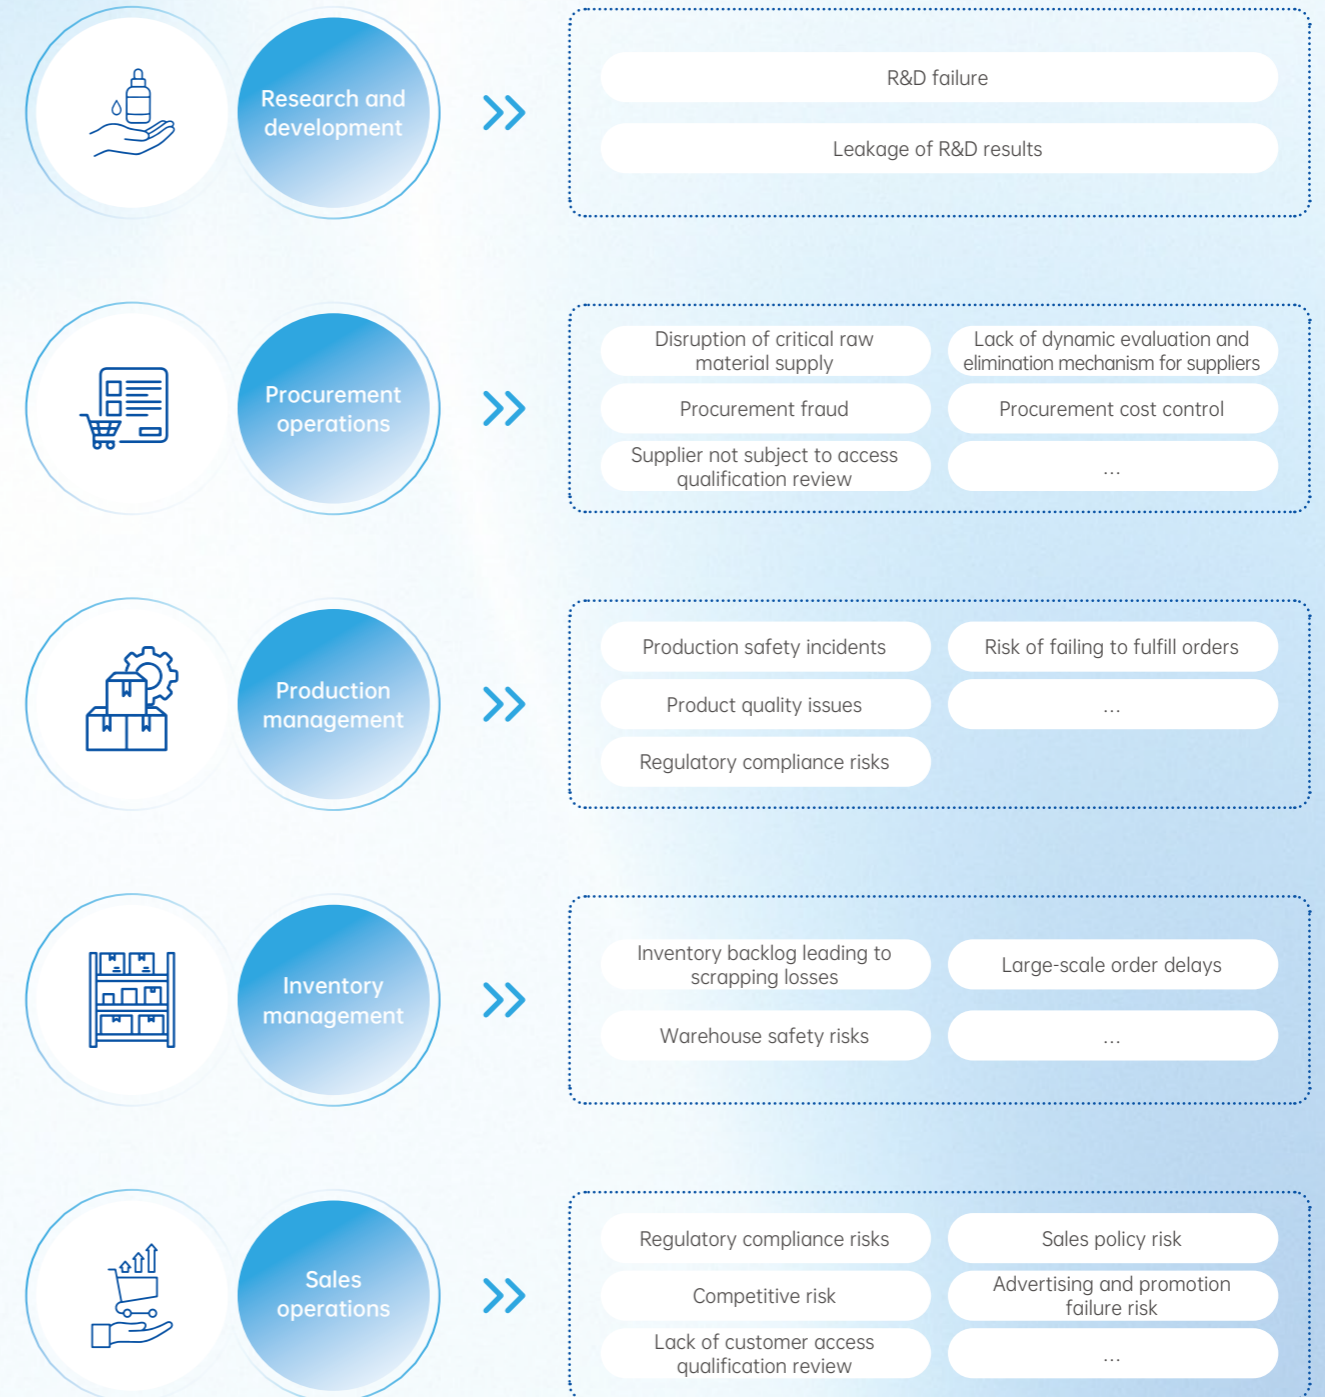 Research and
development
R&D failure
Leakage of R&D results
Procurement
operations
Disruption of critical raw
material supply
Lack of dynamic evaluation and
elimination mechanism for suppliers
Procurement fraud
Procurement cost control
Supplier not subject to access
qualification review
...
Production
management
Production safety incidents
Risk of failing to fulfill orders
Product quality issues
...
Regulatory compliance risks
Inventory
management
Inventory backlog leading to
scrapping losses
Large-scale order delays
Warehouse safety risks
...
Sales
operations
Regulatory compliance risks
Sales policy risk
Competitive risk
Advertising and promotion
failure risk
Lack of customer access
qualification review
...